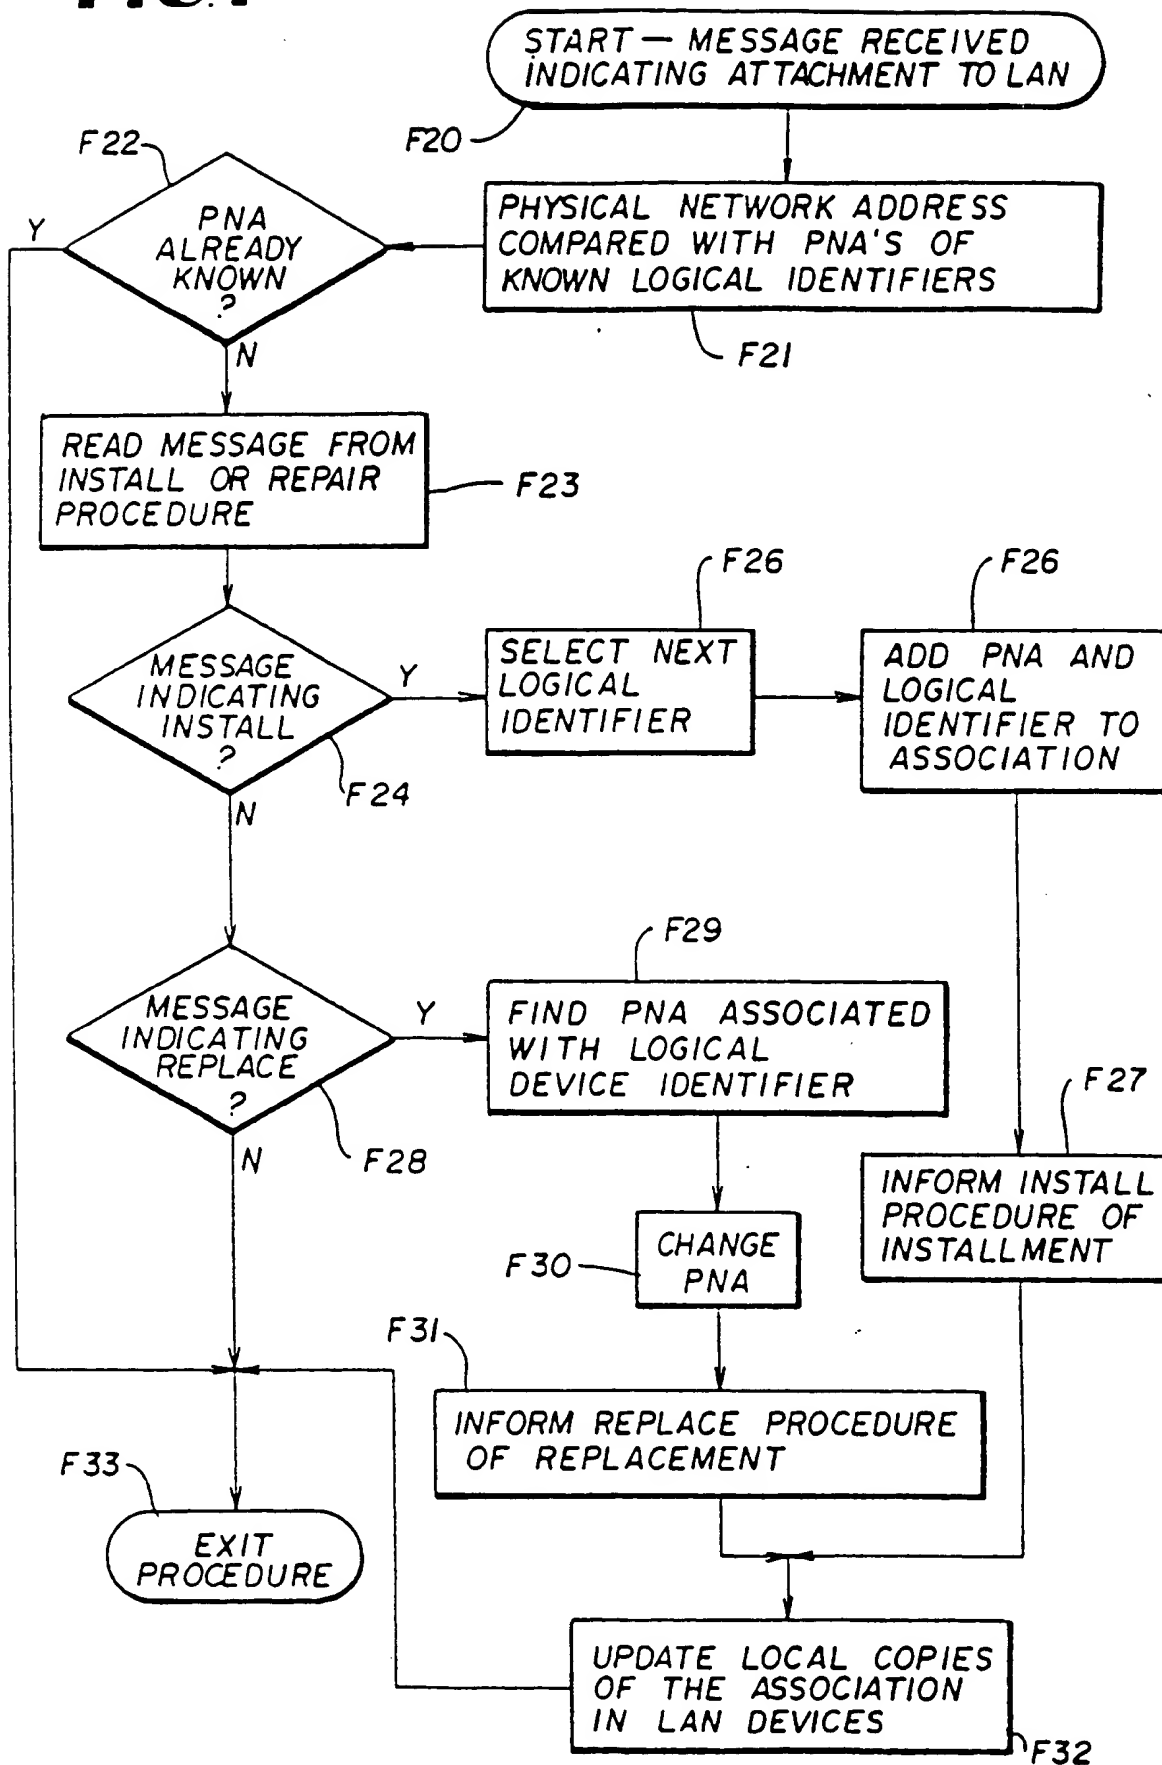 START — MESSAGE RECEIVED
INDICATING ATTACHMENT TO LAN
F20
F22
PHYSICAL NETWORK ADDRESS
COMPARED WITH PNA'S OF
KNOWN LOGICAL IDENTIFIERS
F21
Y
PNA
ALREADY
KNOWN
?
N
READ MESSAGE FROM
INSTALL OR REPAIR
PROCEDURE
F23
MESSAGE
INDICATING
INSTALL
?
Y
F24
N
F26
SELECT NEXT
LOGICAL
IDENTIFIER
F26
ADD PNA AND
LOGICAL
IDENTIFIER TO
ASSOCIATION
MESSAGE
INDICATING
REPLACE
?
Y
F28
N
F29
FIND PNA ASSOCIATED
WITH LOGICAL
DEVICE IDENTIFIER
F27
INFORM INSTALL
PROCEDURE OF
INSTALLMENT
F30
CHANGE
PNA
F31
INFORM REPLACE PROCEDURE
OF REPLACEMENT
F33
EXIT
PROCEDURE
UPDATE LOCAL COPIES
OF THE ASSOCIATION
IN LAN DEVICES
F32